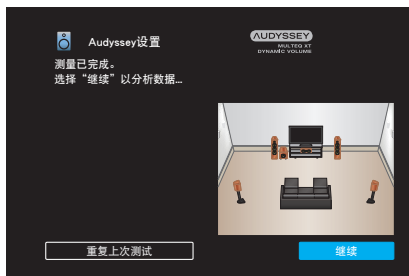 Audyssey设置
AUDYSSEY
MULTEQ XT
DYNAMIC VOLUME
测量已完成。
选择“继续”以分析数据...
重复上次测试
继续